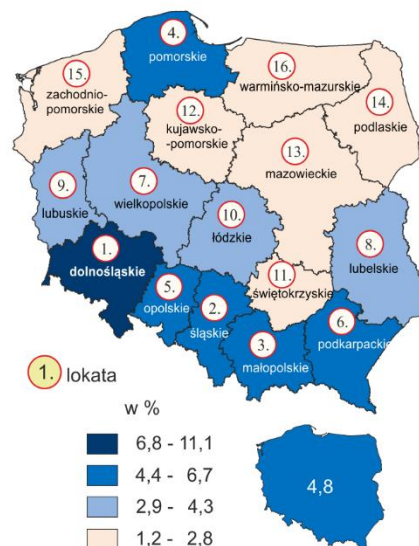 4.
pomorskie
15.
zachodnio-
pomorskie
16.
warmińsko-mazurskie
14.
podlaskie
12.
kujawsko-
-pomorskie
13.
mazowieckie
9.
lubuskie
7.
wielkopolskie
10.
łódzkie
8.
lubelskie
1.
dolnośląskie
11.
świętokrzyskie
5.
opolskie
2.
śląskie
3.
małopolskie
6.
podkarpackie
1. lokata
w %
6,8 - 11,1
4,4 - 6,7
2,9 - 4,3
1,2 - 2,8
4,8